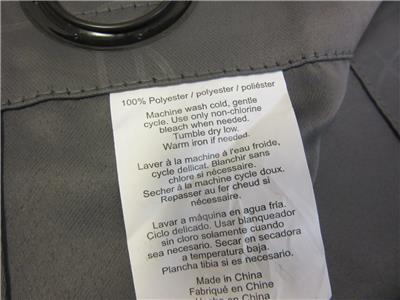 100% Polyester / polyester / poliéster
Machine wash cold, gentle
cycle. Use only non-chlorine
bleach when needed.
Tumble dry low.
Warm iron if needed.
Laver à la machine á l'eau froide,
cycle dellicat. Blanchir sans
chlore si nécessaire.
Secher á la machine cycle doux.
Repasser au fer cheud si
nécessaire.
Lavar a máquina en agua fría.
Ciclo delicado. Usar blanqueador
sin cloro solamente cuando
sea necesario. Secar en secadora
a temperatura baja.
Plancha tibia si es necesario.
Made in China
Fabriqué en Chine
Hecho en China